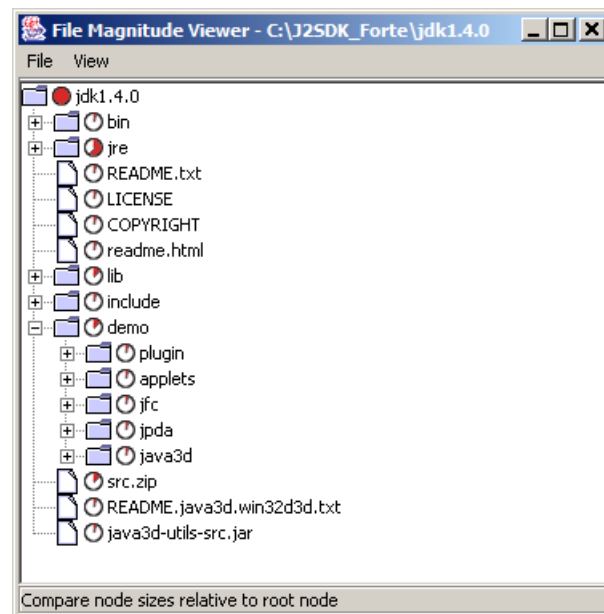 File Magnitude Viewer - C:\J2SDK_Forte\jdk1.4.0
File View
jdk1.4.0
bin
jre
README.txt
LICENSE
COPYRIGHT
readme.html
lib
include
demo
plugin
applets
jfc
jpda
java3d
src.zip
README.java3d.win32d3d.txt
java3d-utils-src.jar
Compare node sizes relative to root node